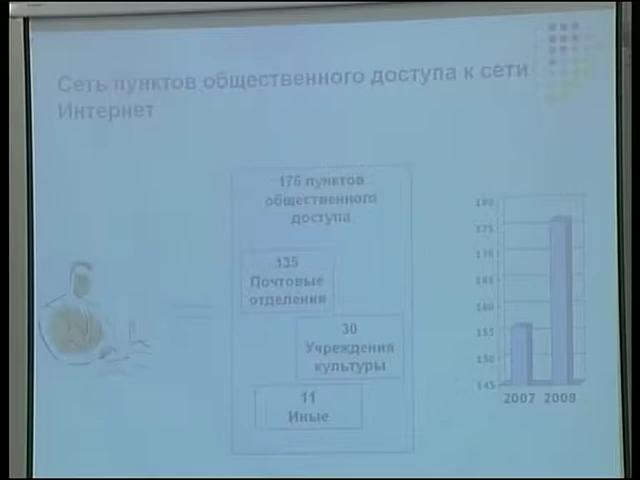 Сеть пунктов общественного доступа к сети
Интернет
176 пунктов
общественного
доступа
135
Почтовые
отделения
30
Учреждения
культуры
11
Иные
180
175
170
165
160
155
150
145
2007 2008